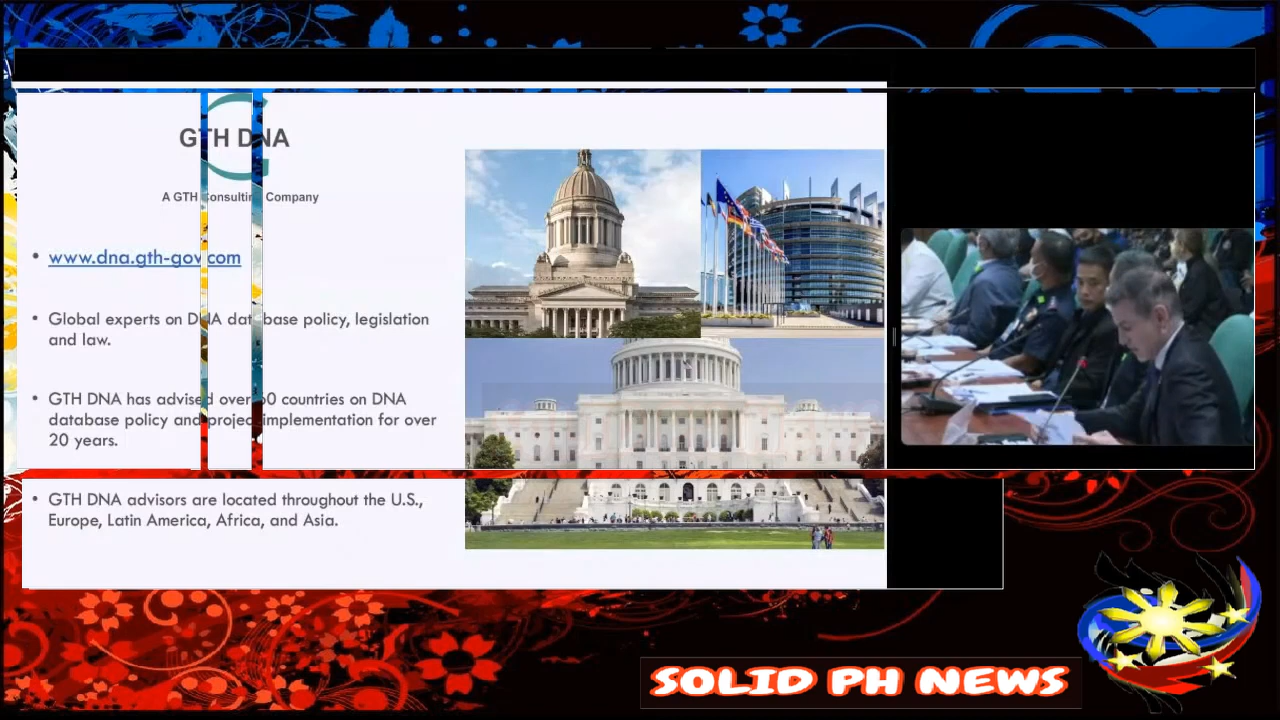 GTH DNA
A GTH Consulting Company
• www.dna.gth-gov.com
• Global experts on DNA database policy, legislation
and law.
• GTH DNA has advised over 60 countries on DNA
database policy and project implementation for over
20 years.
• GTH DNA advisors are located throughout the U.S.,
Europe, Latin America, Africa, and Asia.
SOLID PH NEWS